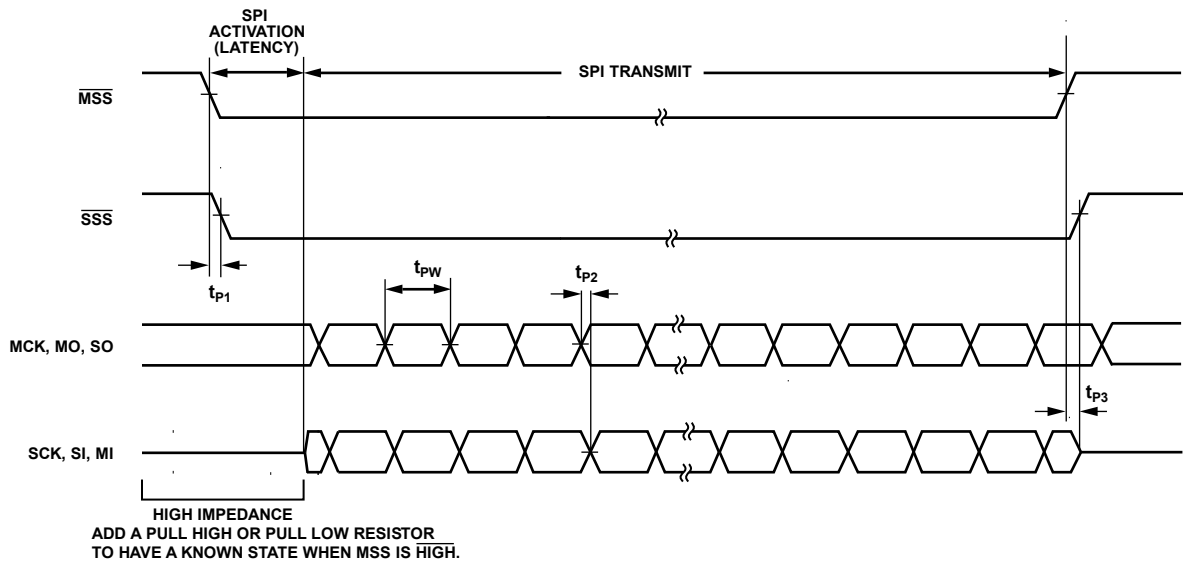 SPI
ACTIVATION
(LATENCY)
SPI TRANSMIT
MSS
SSS
tP1
tPW
tP2
MCK, MO, SO
tP3
SCK, SI, MI
HIGH IMPEDANCE
ADD A PULL HIGH OR PULL LOW RESISTOR
TO HAVE A KNOWN STATE WHEN MSS IS HIGH.